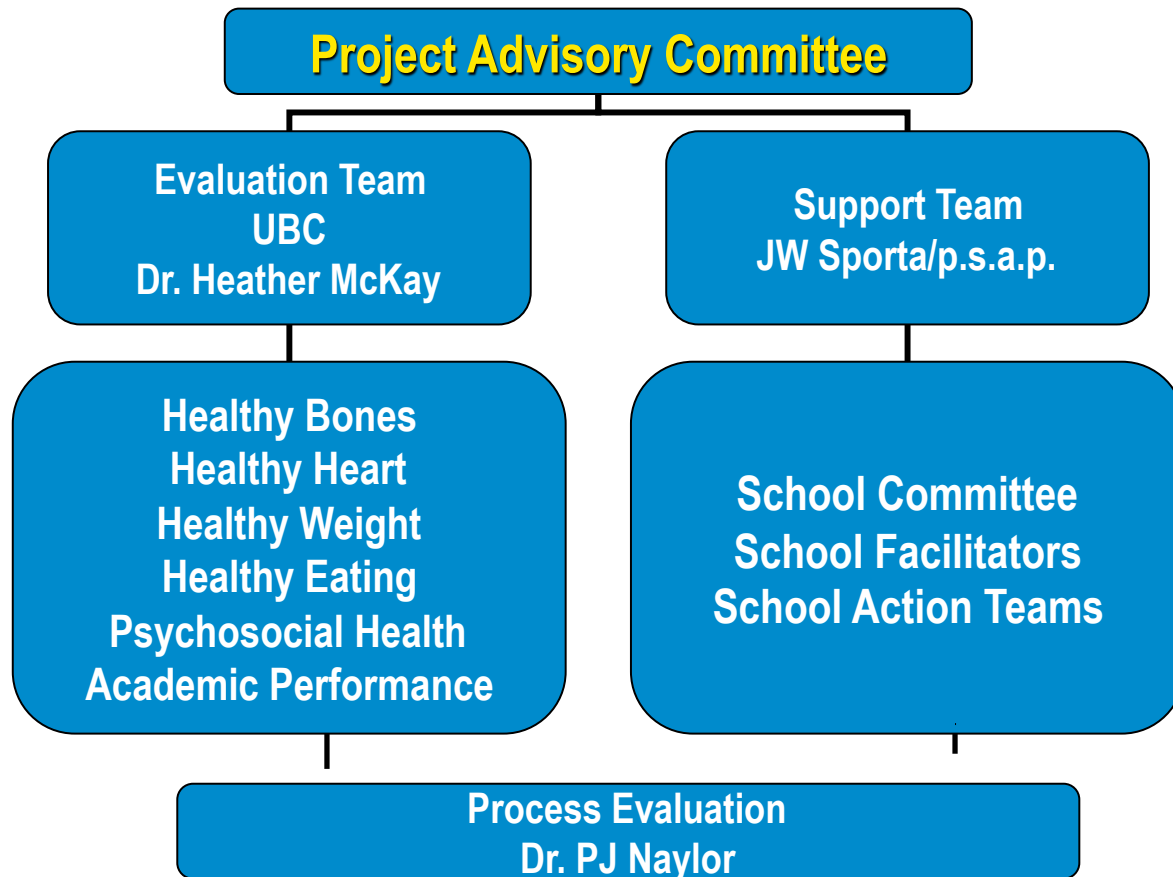 Project Advisory Committee
Evaluation Team
UBC
Dr. Heather McKay
Support Team
JW Sporta/p.s.a.p.
Healthy Bones
Healthy Heart
Healthy Weight
Healthy Eating
Psychosocial Health
Academic Performance
School Committee
School Facilitators
School Action Teams
Process Evaluation
Dr. PJ Naylor